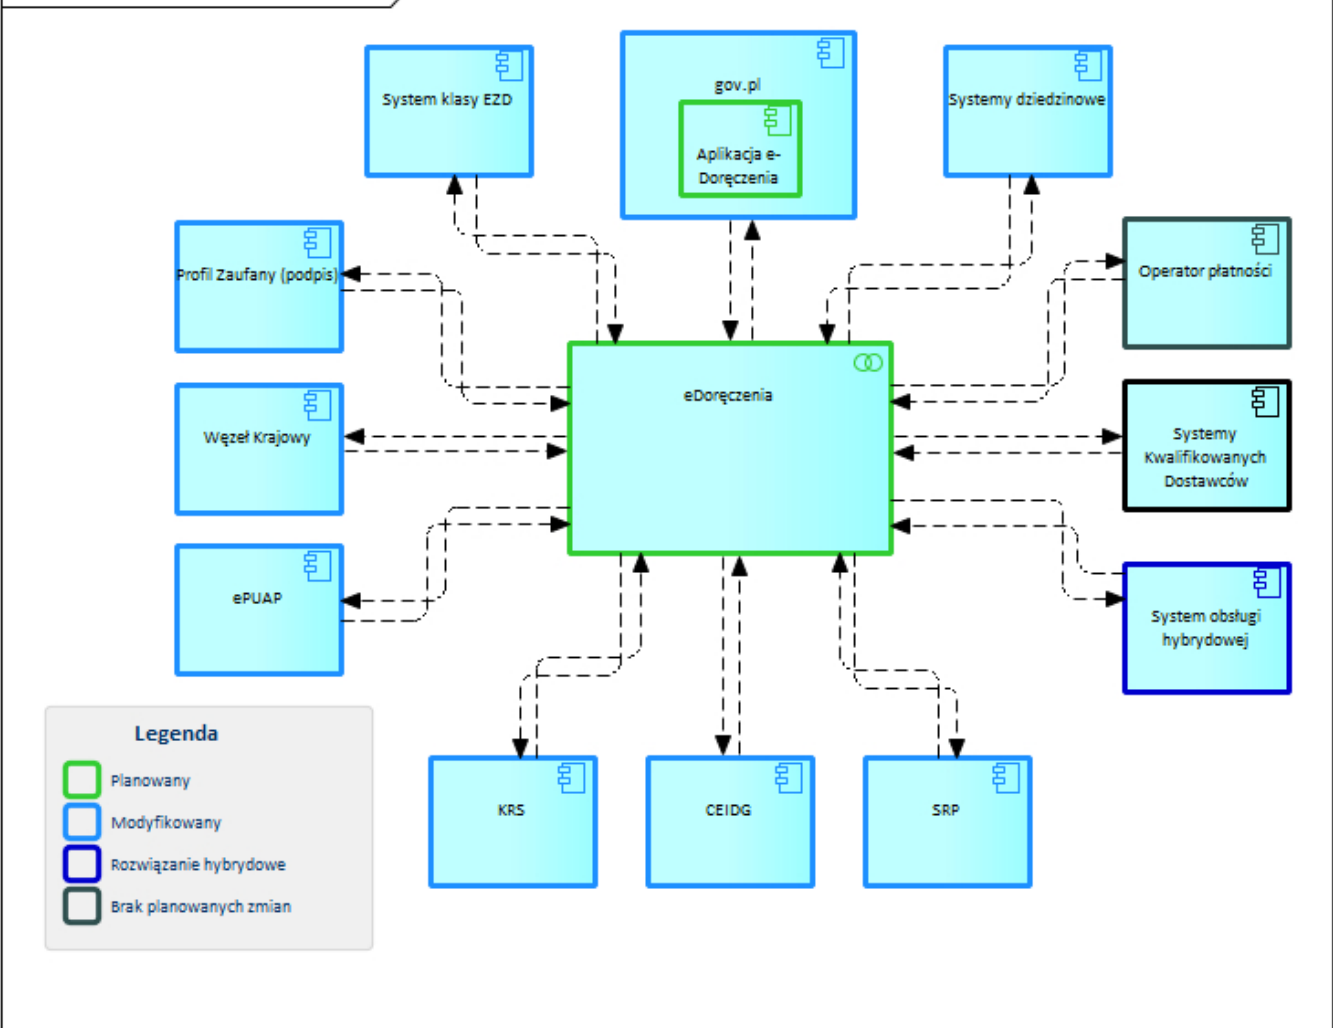 System klasy EZD
gov.pl
Aplikacja e-
Doręczenia
Systemy dziedzinowe
Profil Zaufany (podpis)
Operator płatności
eDoręczenia
Węzeł Krajowy
Systemy
Kwalifikowanych
Dostawców
ePUAP
System obsługi
hybrydowej
KRS
CEIDG
SRP
Legenda
Planowany
Modyfikowany
Rozwiązanie hybrydowe
Brak planowanych zmian